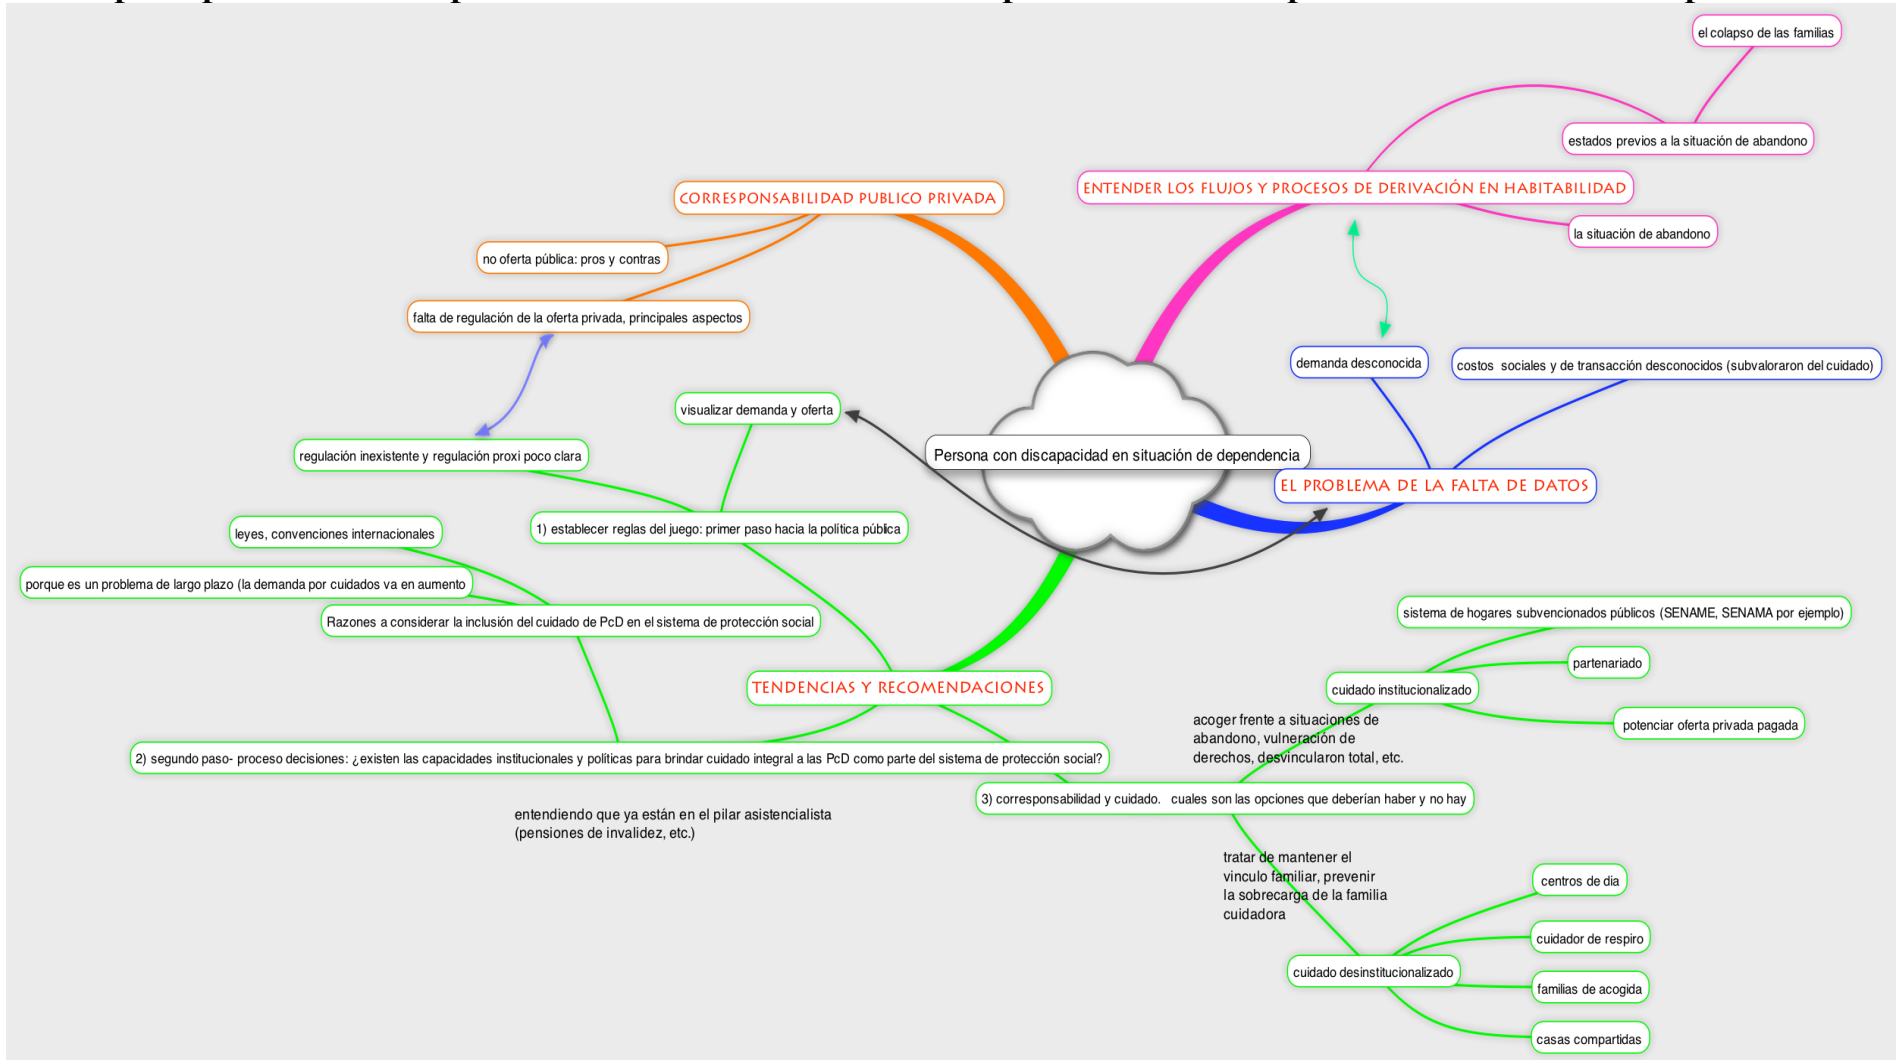 el colapso de las familias
estados previos a la situación de abandono
ENTENDER LOS FLUJOS Y PROCESOS DE DERIVACIÓN EN HABITABILIDAD
la situación de abandono
CORRESPONSABILIDAD PUBLICO PRIVADA
no oferta pública: pros y contras
falta de regulación de la oferta privada, principales aspectos
demanda desconocida
costos sociales y de transacción desconocidos (subvaloraron del cuidado)
visualizar demanda y oferta
Persona con discapacidad en situación de dependencia
regulación inexistente y regulación proxi poco clara
EL PROBLEMA DE LA FALTA DE DATOS
1) establecer reglas del juego: primer paso hacia la política pública
leyes, convenciones internacionales
porque es un problema de largo plazo (la demanda por cuidados va en aumento
Razones a considerar la inclusión del cuidado de PcD en el sistema de protección social
TENDENCIAS Y RECOMENDACIONES
sistema de hogares subvencionados públicos (SENAME, SENAMA por ejemplo)
partenariado
cuidado institucionalizado
potenciar oferta privada pagada
acoger frente a situaciones de
abandono, vulneración de
derechos, desvincularon total, etc.
2) segundo paso- proceso decisiones: ¿existen las capacidades institucionales y políticas para brindar cuidado integral a las PcD como parte del sistema de protección social?
3) corresponsabilidad y cuidado. cuales son las opciones que deberían haber y no hay
entendiendo que ya están en el pilar asistencialista
(pensiones de invalidez, etc.)
tratar de mantener el
vinculo familiar, prevenir
la sobrecarga de la familia
cuidadora
centros de dia
cuidador de respiro
cuidado desinstitucionalizado
familias de acogida
casas compartidas